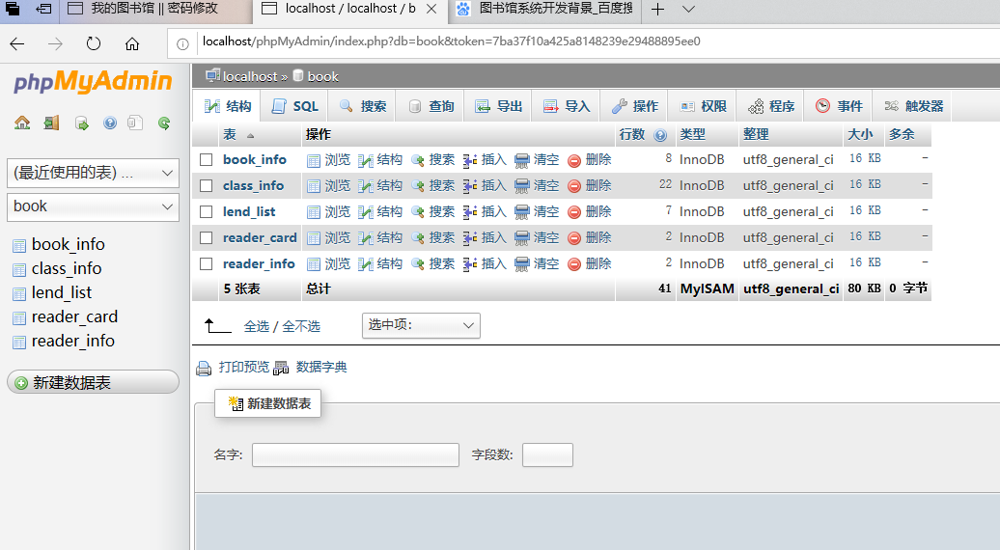 我的图书馆 || 密码修改
localhost / localhost / b
图书馆系统开发背景_百度搜
localhost/phpMyAdmin/index.php?db=book&token=7ba37f10a425a8148239e29488895ee0
phpMyAdmin
(最近使用的表) ...
book
book_info
class_info
lend_list
reader_card
reader_info
新建数据表
localhost » book
结构 SQL 搜索 查询 导出 导入 操作 权限 程序 事件 触发器
表 操作 行数 类型 整理 大小 多余
book_info 浏览 结构 搜索 插入 清空 删除 8 InnoDB utf8_general_ci 16 KB -
class_info 浏览 结构 搜索 插入 清空 删除 22 InnoDB utf8_general_ci 16 KB -
lend_list 浏览 结构 搜索 插入 清空 删除 7 InnoDB utf8_general_ci 16 KB -
reader_card 浏览 结构 搜索 插入 清空 删除 2 InnoDB utf8_general_ci 16 KB -
reader_info 浏览 结构 搜索 插入 清空 删除 2 InnoDB utf8_general_ci 16 KB -
5 张表 总计 41 MyISAM utf8_general_ci 80 KB 0 字节
全选 / 全不选 选中项:
打印预览 数据字典
新建数据表
名字: 字段数: